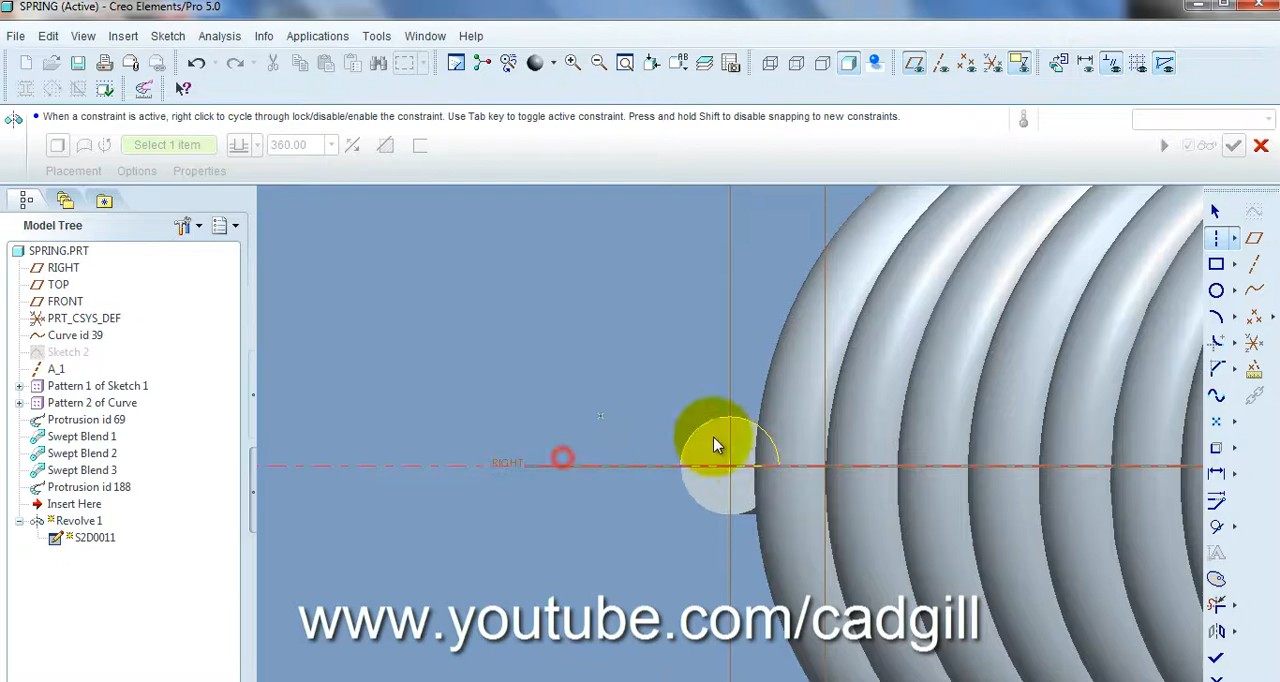 SPRING (Active) - Creo Elements/Pro 5.0
File Edit View Insert Sketch Analysis Info Applications Tools Window Help
When a constraint is active, right click to cycle through lock/disable/enable the constraint. Use Tab key to toggle active constraint. Press and hold Shift to disable snapping to new constraints.
Select 1 item 360.00
Placement Options Properties
Model Tree
SPRING.PRT
RIGHT
TOP
FRONT
PRT_CSYS_DEF
Curve id 39
Sketch 2
A_1
Pattern 1 of Sketch 1
Pattern 2 of Curve
Protrusion id 69
Swept Blend 1
Swept Blend 2
Swept Blend 3
Protrusion id 188
Insert Here
Revolve 1
S2D0011
RIGHT
www.youtube.com/cadgill